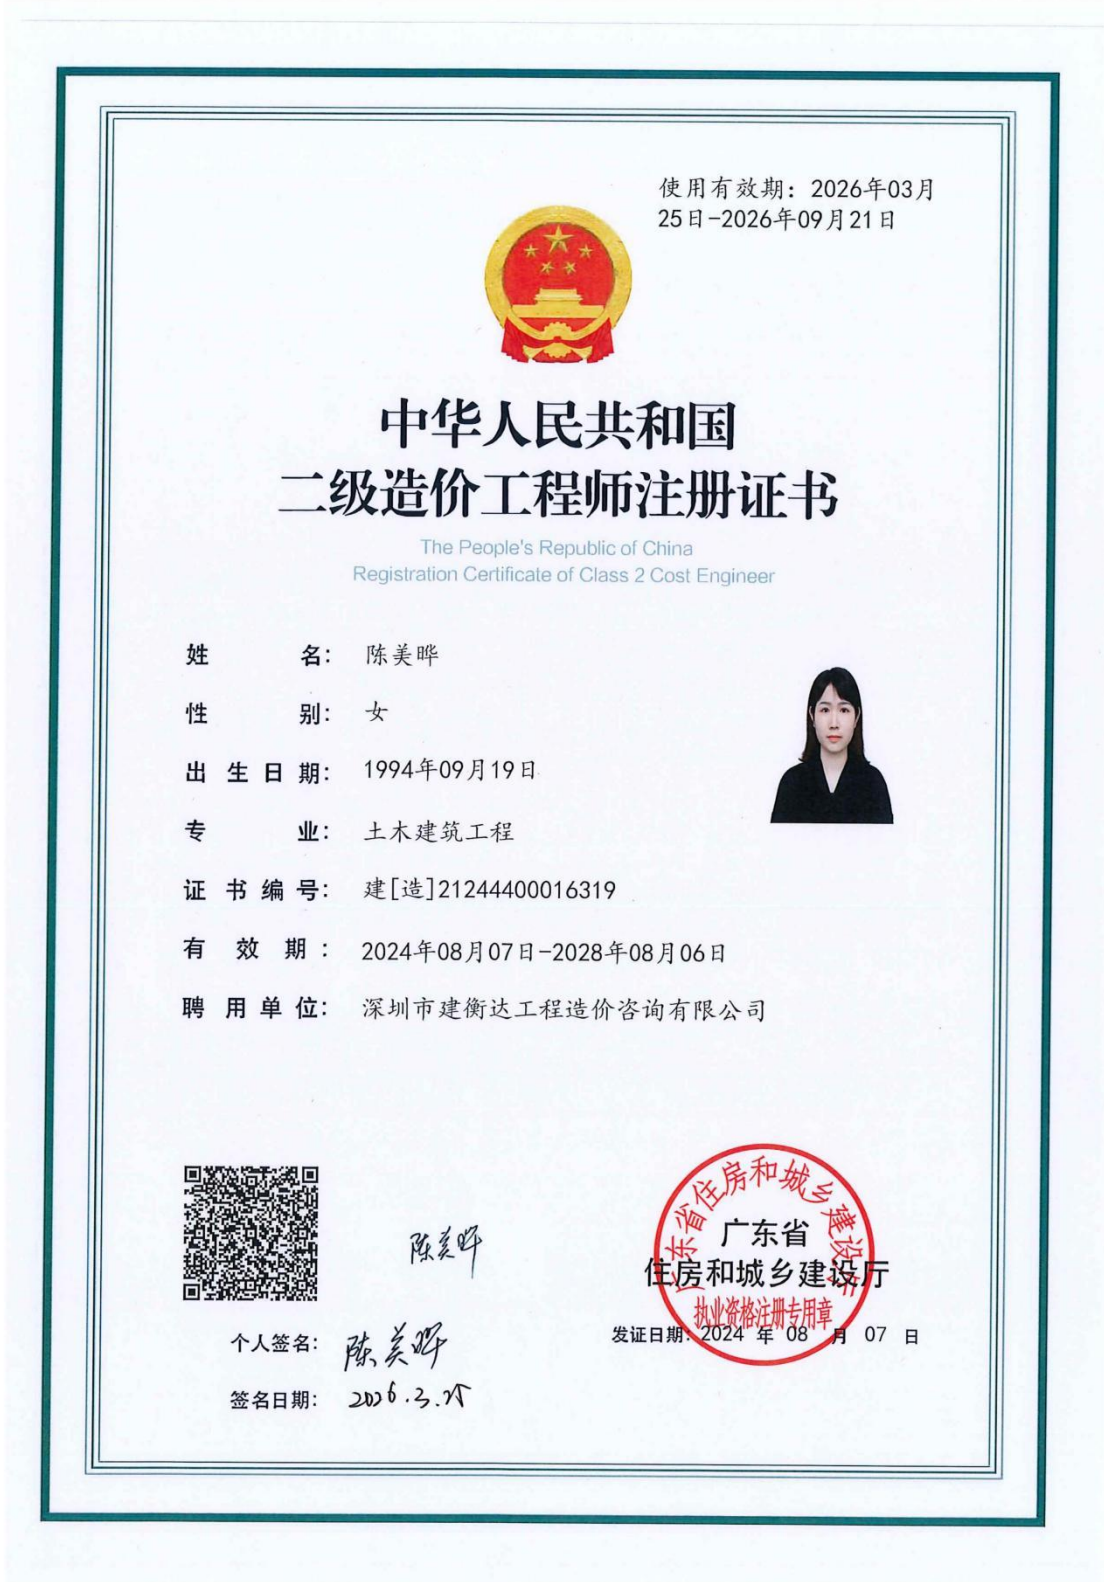 使用有效期：2026年03月
25日-2026年09月21日
中华人民共和国
二级造价工程师注册证书
The People's Republic of China
Registration Certificate of Class 2 Cost Engineer
姓名：陈美晔
性别：女
出生日期：1994年09月19日
专业：土木建筑工程
证书编号：建[造]21244400016319
有效期：2024年08月07日-2028年08月06日
聘用单位：深圳市建衡达工程造价咨询有限公司
陈美晔
个人签名：陈美晔
签名日期：2026.3.25
广东省住房和城乡建设厅
广东省
住房和城乡建设厅
执业资格注册专用章
发证日期：2024 年 08 月 07 日